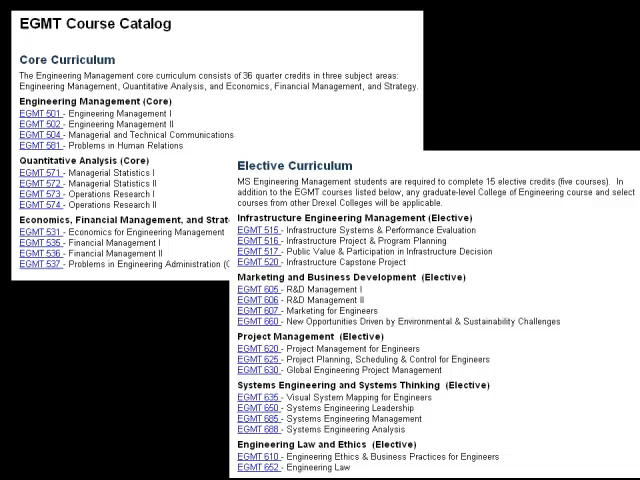 EGMT Course Catalog
Core Curriculum
The Engineering Management core curriculum consists of 36 quarter credits in three subject areas:
Engineering Management, Quantitative Analysis, and Economics, Financial Management, and Strategy.
Engineering Management (Core)
EGMT 501 - Engineering Management I
EGMT 502 - Engineering Management II
EGMT 504 - Managerial and Technical Communications
EGMT 581 - Problems in Human Relations
Quantitative Analysis (Core)
EGMT 571 - Managerial Statistics I
EGMT 572 - Managerial Statistics II
EGMT 573 - Operations Research I
EGMT 574 - Operations Research II
Economics, Financial Management, and Strat
EGMT 531 - Economics for Engineering Management
EGMT 535 - Financial Management I
EGMT 536 - Financial Management II
EGMT 537 - Problems in Engineering Administration (
Elective Curriculum
MS Engineering Management students are required to complete 15 elective credits (five courses). In
addition to the EGMT courses listed below, any graduate-level College of Engineering course and select
courses from other Drexel Colleges will be applicable.
Infrastructure Engineering Management (Elective)
EGMT 515 - Infrastructure Systems & Performance Evaluation
EGMT 516 - Infrastructure Project & Program Planning
EGMT 517 - Public Value & Participation in Infrastructure Decision
EGMT 520 - Infrastructure Capstone Project
Marketing and Business Development (Elective)
EGMT 605 - R&D Management I
EGMT 606 - R&D Management II
EGMT 607 - Marketing for Engineers
EGMT 660 - New Opportunities Driven by Environmental & Sustainability Challenges
Project Management (Elective)
EGMT 620 - Project Management for Engineers
EGMT 625 - Project Planning, Scheduling & Control for Engineers
EGMT 630 - Global Engineering Project Management
Systems Engineering and Systems Thinking (Elective)
EGMT 635 - Visual System Mapping for Engineers
EGMT 650 - Systems Engineering Leadership
EGMT 685 - Systems Engineering Management
EGMT 688 - Systems Engineering Analysis
Engineering Law and Ethics (Elective)
EGMT 610 - Engineering Ethics & Business Practices for Engineers
EGMT 652 - Engineering Law